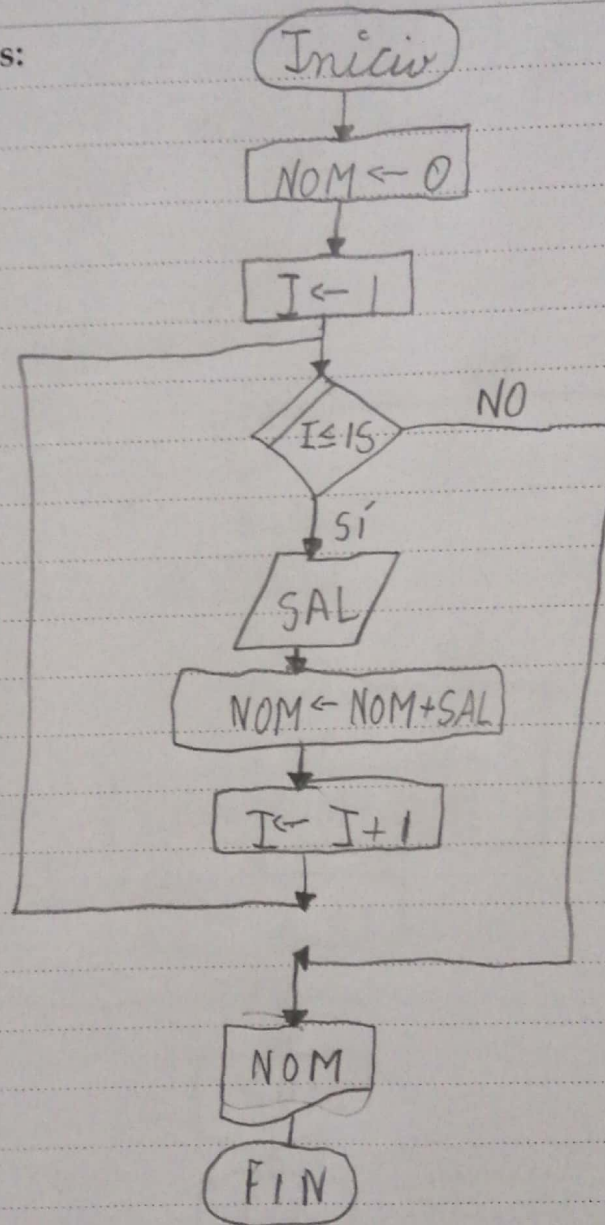 s:
Inicio
NOM ← 0
I ← 1
I ≤ 15
NO
SÍ
SAL
NOM ← NOM+SAL
I ← I + 1
NOM
FIN